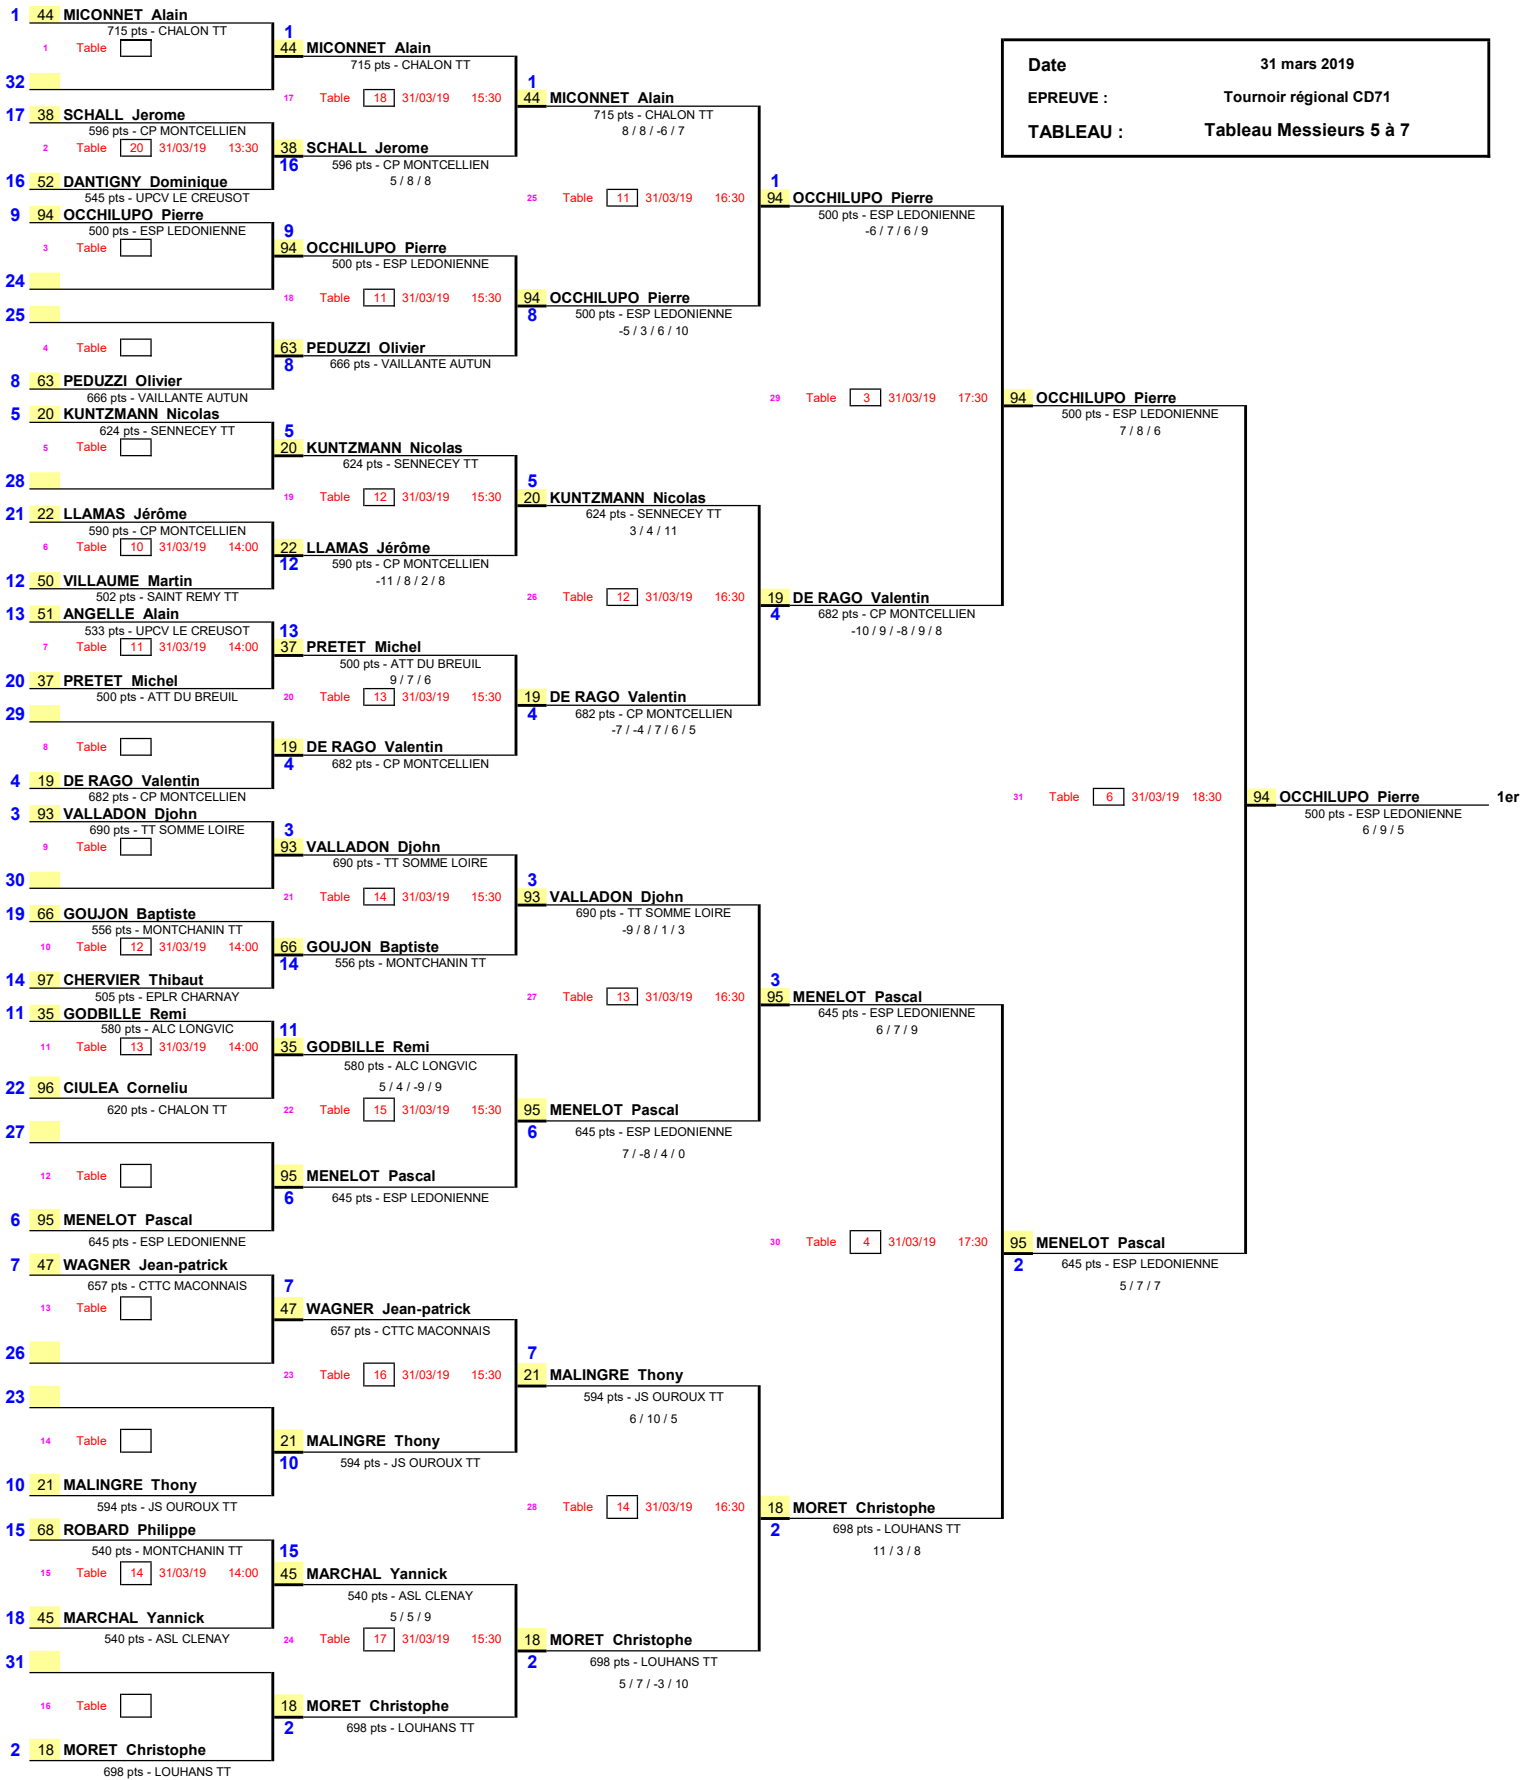 Date 31 mars 2019
EPREUVE : Tournoir régional CD71
TABLEAU : Tableau Messieurs 5 à 7
1 44 MICONNET Alain
715 pts - CHALON TT
1 Table
32
17 38 SCHALL Jerome
596 pts - CP MONTCELLIEN
2 Table 20 31/03/19 13:30
16 52 DANTIGNY Dominique
545 pts - UPCV LE CREUSOT
9 94 OCCHILUPO Pierre
500 pts - ESP LEDONIENNE
3 Table
24
25
4 Table
8 63 PEDUZZI Olivier
666 pts - VAILLANTE AUTUN
5 20 KUNTZMANN Nicolas
624 pts - SENNECEY TT
5 Table
28
21 22 LLAMAS Jérôme
590 pts - CP MONTCELLIEN
6 Table 10 31/03/19 14:00
12 50 VILLAUME Martin
502 pts - SAINT REMY TT
13 51 ANGELLE Alain
533 pts - UPCV LE CREUSOT
7 Table 11 31/03/19 14:00
20 37 PRETET Michel
500 pts - ATT DU BREUIL
29
8 Table
4 19 DE RAGO Valentin
682 pts - CP MONTCELLIEN
3 93 VALLADON Djohn
690 pts - TT SOMME LOIRE
9 Table
30
19 66 GOUJON Baptiste
556 pts - MONTCHANIN TT
10 Table 12 31/03/19 14:00
14 97 CHERVIER Thibaut
505 pts - EPLR CHARNAY
11 35 GODBILLE Remi
580 pts - ALC LONGVIC
11 Table 13 31/03/19 14:00
22 96 CIULEA Corneliu
620 pts - CHALON TT
27
12 Table
6 95 MENELOT Pascal
645 pts - ESP LEDONIENNE
7 47 WAGNER Jean-patrick
657 pts - CTTC MACONNAIS
13 Table
26
23
14 Table
10 21 MALINGRE Thony
594 pts - JS OUROUX TT
15 68 ROBARD Philippe
540 pts - MONTCHANIN TT
15 Table 14 31/03/19 14:00
18 45 MARCHAL Yannick
540 pts - ASL CLENAY
31
16 Table
2 18 MORET Christophe
698 pts - LOUHANS TT
1
44 MICONNET Alain
715 pts - CHALON TT
17 Table 18 31/03/19 15:30
38 SCHALL Jerome
16 596 pts - CP MONTCELLIEN
5 / 8 / 8
9
94 OCCHILUPO Pierre
500 pts - ESP LEDONIENNE
18 Table 11 31/03/19 15:30
63 PEDUZZI Olivier
8 666 pts - VAILLANTE AUTUN
5
20 KUNTZMANN Nicolas
624 pts - SENNECEY TT
19 Table 12 31/03/19 15:30
22 LLAMAS Jérôme
12 590 pts - CP MONTCELLIEN
-11 / 8 / 2 / 8
13
37 PRETET Michel
500 pts - ATT DU BREUIL
9 / 7 / 6
20 Table 13 31/03/19 15:30
19 DE RAGO Valentin
4 682 pts - CP MONTCELLIEN
3
93 VALLADON Djohn
690 pts - TT SOMME LOIRE
21 Table 14 31/03/19 15:30
66 GOUJON Baptiste
14 556 pts - MONTCHANIN TT
11
35 GODBILLE Remi
580 pts - ALC LONGVIC
5 / 4 / -9 / 9
22 Table 15 31/03/19 15:30
95 MENELOT Pascal
6 645 pts - ESP LEDONIENNE
7
47 WAGNER Jean-patrick
657 pts - CTTC MACONNAIS
23 Table 16 31/03/19 15:30
21 MALINGRE Thony
10 594 pts - JS OUROUX TT
15
45 MARCHAL Yannick
540 pts - ASL CLENAY
5 / 5 / 9
24 Table 17 31/03/19 15:30
18 MORET Christophe
2 698 pts - LOUHANS TT
1
44 MICONNET Alain
715 pts - CHALON TT
8 / 8 / -6 / 7
25 Table 11 31/03/19 16:30
94 OCCHILUPO Pierre
8 500 pts - ESP LEDONIENNE
-5 / 3 / 6 / 10
5
20 KUNTZMANN Nicolas
624 pts - SENNECEY TT
3 / 4 / 11
26 Table 12 31/03/19 16:30
19 DE RAGO Valentin
4 682 pts - CP MONTCELLIEN
-7 / -4 / 7 / 6 / 5
3
93 VALLADON Djohn
690 pts - TT SOMME LOIRE
-9 / 8 / 1 / 3
27 Table 13 31/03/19 16:30
95 MENELOT Pascal
6 645 pts - ESP LEDONIENNE
7 / -8 / 4 / 0
7
21 MALINGRE Thony
594 pts - JS OUROUX TT
6 / 10 / 5
28 Table 14 31/03/19 16:30
18 MORET Christophe
2 698 pts - LOUHANS TT
5 / 7 / -3 / 10
1
94 OCCHILUPO Pierre
500 pts - ESP LEDONIENNE
-6 / 7 / 6 / 9
29 Table 3 31/03/19 17:30
19 DE RAGO Valentin
4 682 pts - CP MONTCELLIEN
-10 / 9 / -8 / 9 / 8
3
95 MENELOT Pascal
645 pts - ESP LEDONIENNE
6 / 7 / 9
30 Table 4 31/03/19 17:30
18 MORET Christophe
2 698 pts - LOUHANS TT
11 / 3 / 8
94 OCCHILUPO Pierre
500 pts - ESP LEDONIENNE
7 / 8 / 6
31 Table 6 31/03/19 18:30
95 MENELOT Pascal
2 645 pts - ESP LEDONIENNE
5 / 7 / 7
94 OCCHILUPO Pierre 1er
500 pts - ESP LEDONIENNE
6 / 9 / 5